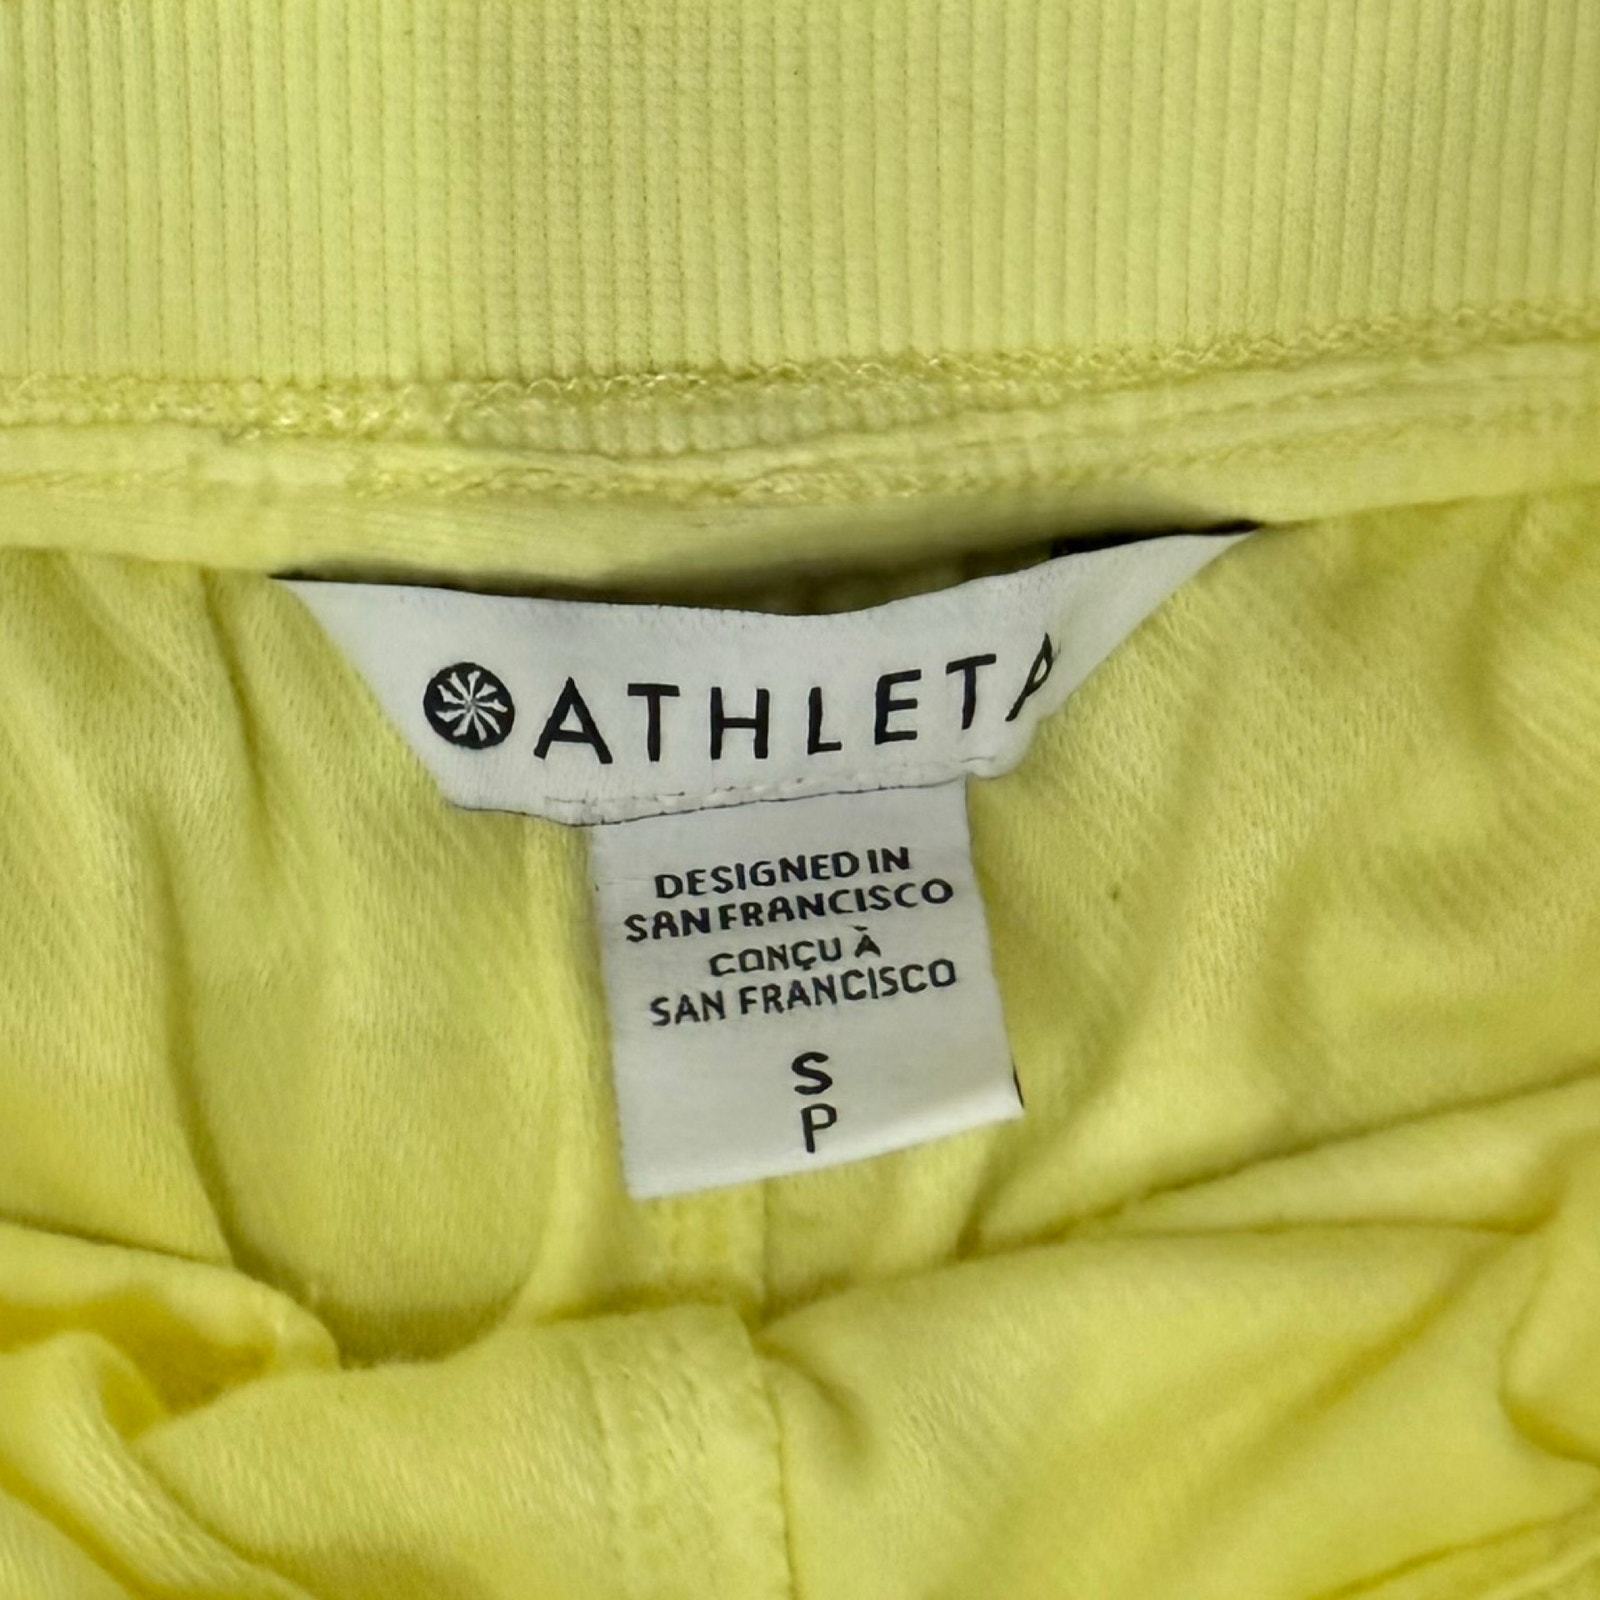 ATHLETA
DESIGNED IN
SAN FRANCISCO
CONÇU À
SAN FRANCISCO
S
P